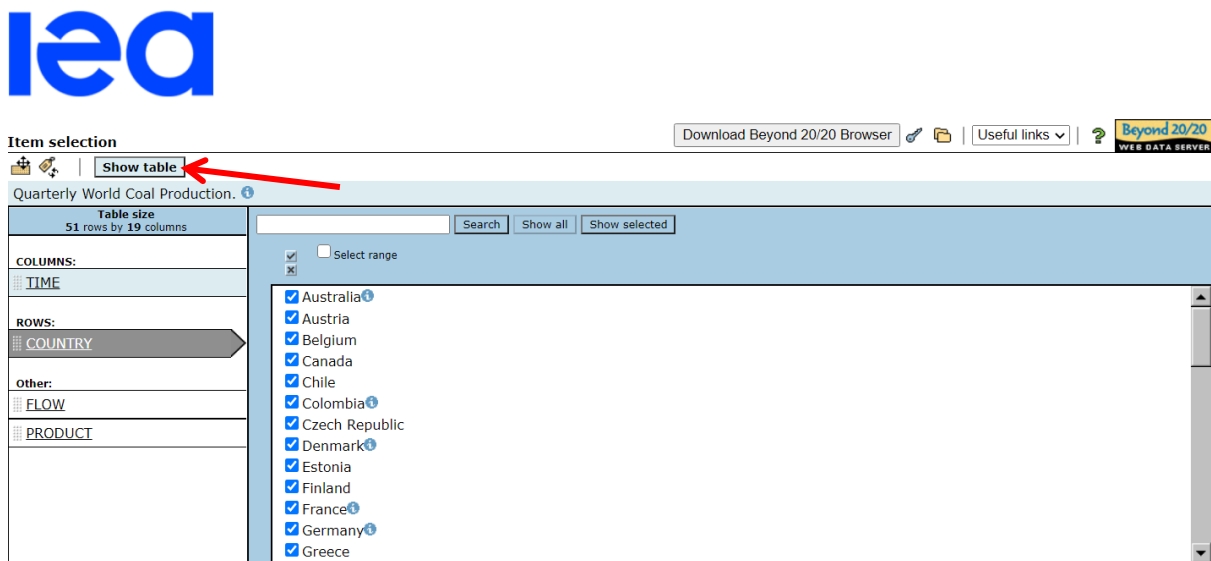 iea
Item selection
Download Beyond 20/20 Browser
Useful links
?
Beyond 20/20
WEB DATA SERVER
Show table
Quarterly World Coal Production.
Table size
51 rows by 19 columns
Search
Show all
Show selected
Select range
COLUMNS:
TIME
ROWS:
COUNTRY
Other:
FLOW
PRODUCT
Australia
Austria
Belgium
Canada
Chile
Colombia
Czech Republic
Denmark
Estonia
Finland
France
Germany
Greece